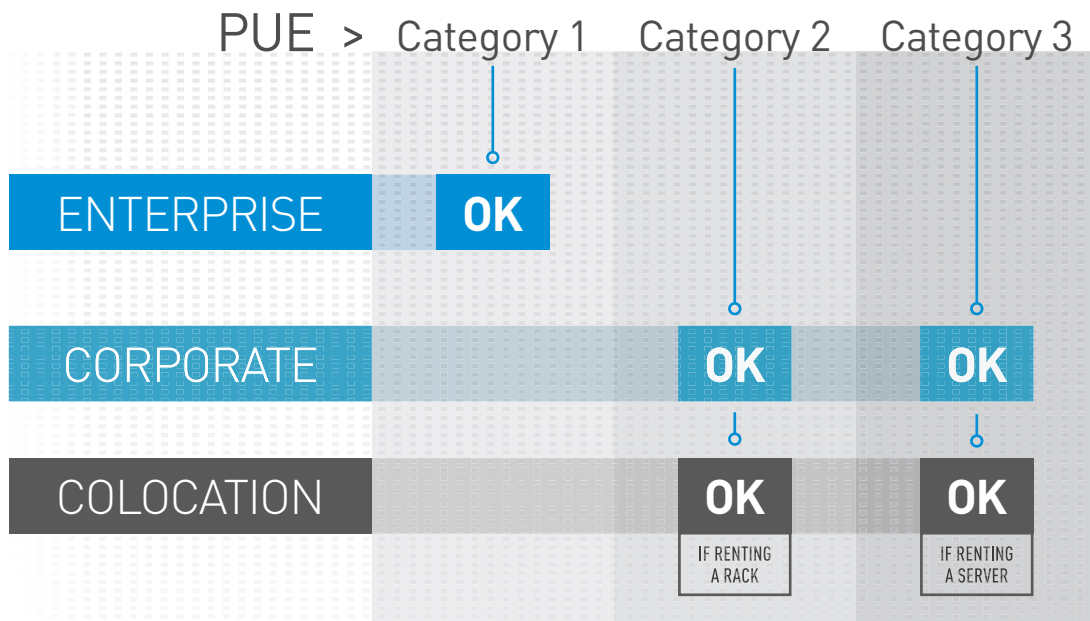 PUE > Category 1 Category 2 Category 3
ENTERPRISE OK
CORPORATE OK OK
COLOCATION OK OK
IF RENTING IF RENTING
A RACK A SERVER